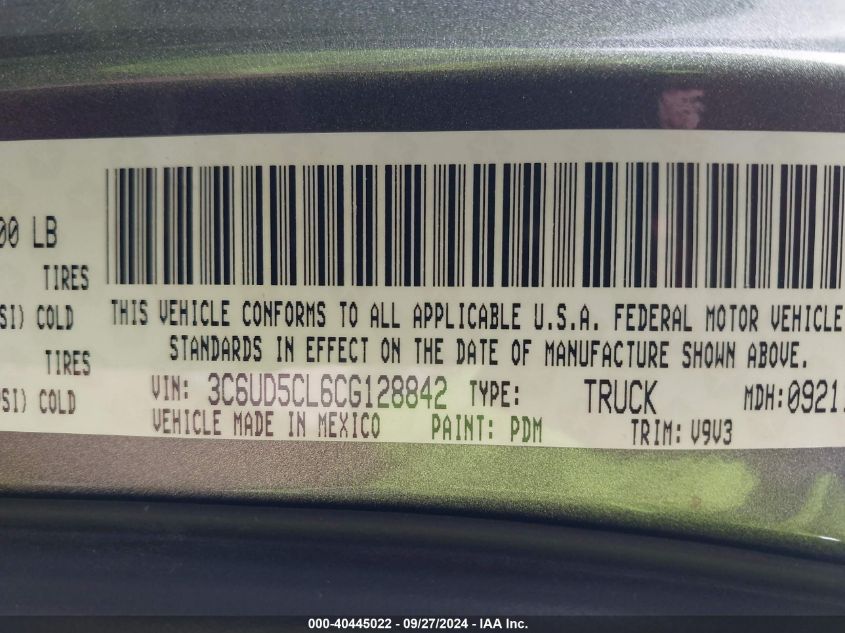 00 LB
TIRES
SI) COLD
TIRES
SI) COLD
THIS VEHICLE CONFORMS TO ALL APPLICABLE U.S.A. FEDERAL MOTOR VEHICLE
STANDARDS IN EFFECT ON THE DATE OF MANUFACTURE SHOWN ABOVE.
VIN: 3C6UD5CL6CG128842 TYPE: TRUCK MDH:0921
VEHICLE MADE IN MEXICO PAINT: PDM TRIM: V9V3
000-40445022 - 09/27/2024 - IAA Inc.